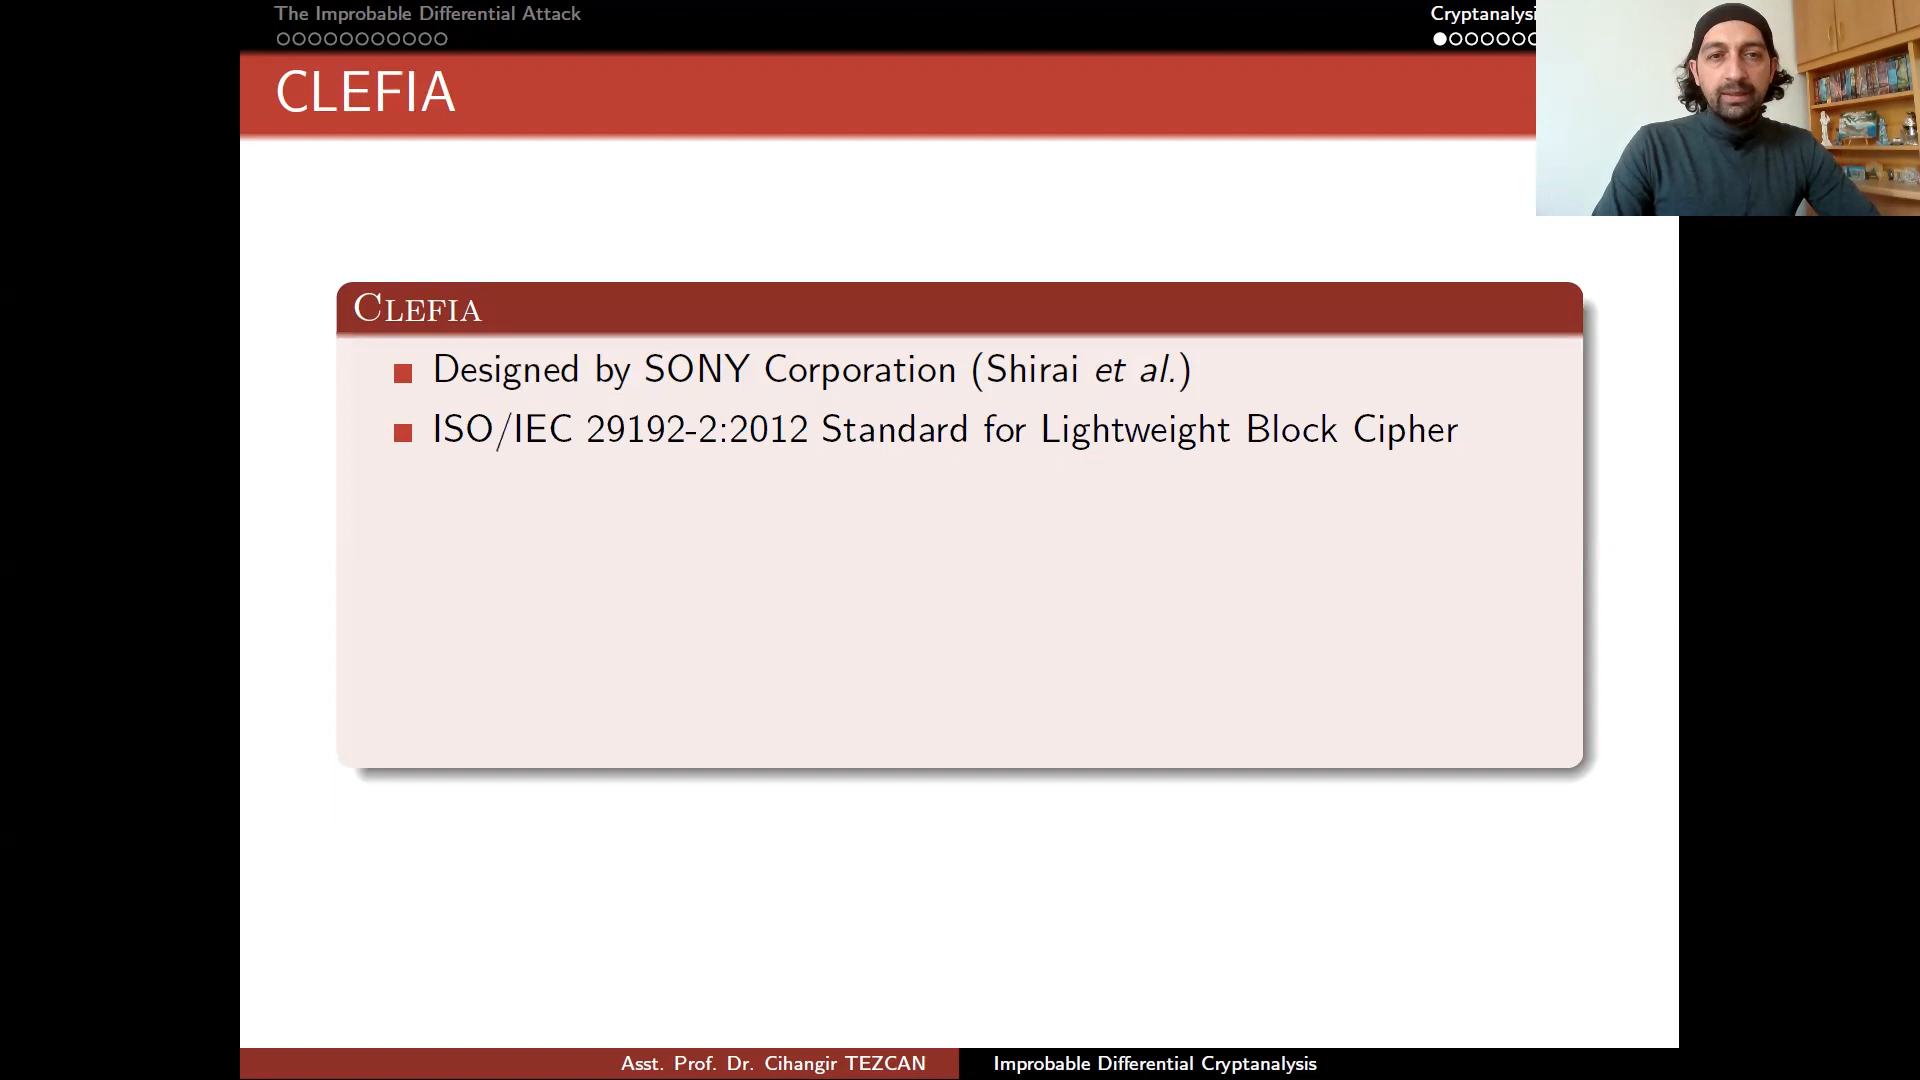 The Improbable Differential Attack
Cryptanalysi
CLEFIA
CLEFIA
Designed by SONY Corporation (Shirai et al.)
ISO/IEC 29192-2:2012 Standard for Lightweight Block Cipher
Asst. Prof. Dr. Cihangir TEZCAN
Improbable Differential Cryptanalysis